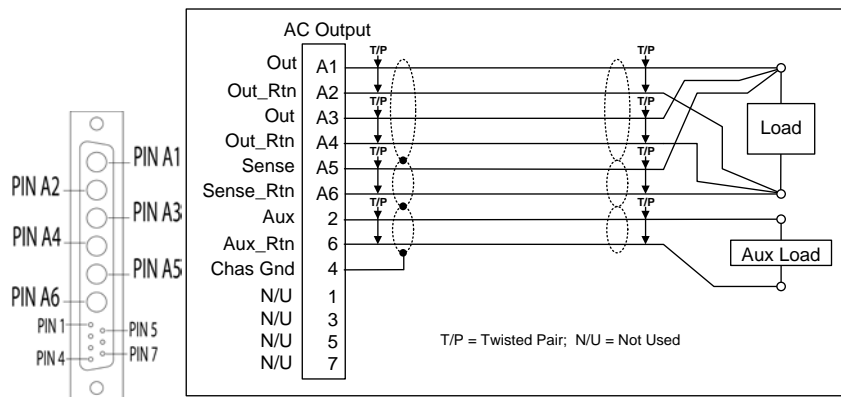 AC Output
T/P T/P
Out A1
Out_Rtn A2
T/P T/P
Out A3
Out_Rtn A4
T/P T/P
Sense A5
Sense_Rtn A6
T/P T/P
Aux 2
Aux_Rtn 6
Chas Gnd 4
N/U 1
N/U 3
N/U 5
N/U 7
Load
Aux Load
T/P = Twisted Pair; N/U = Not Used
PIN A1
PIN A2
PIN A3
PIN A4
PIN A5
PIN A6
PIN 1
PIN 5
PIN 4
PIN 7